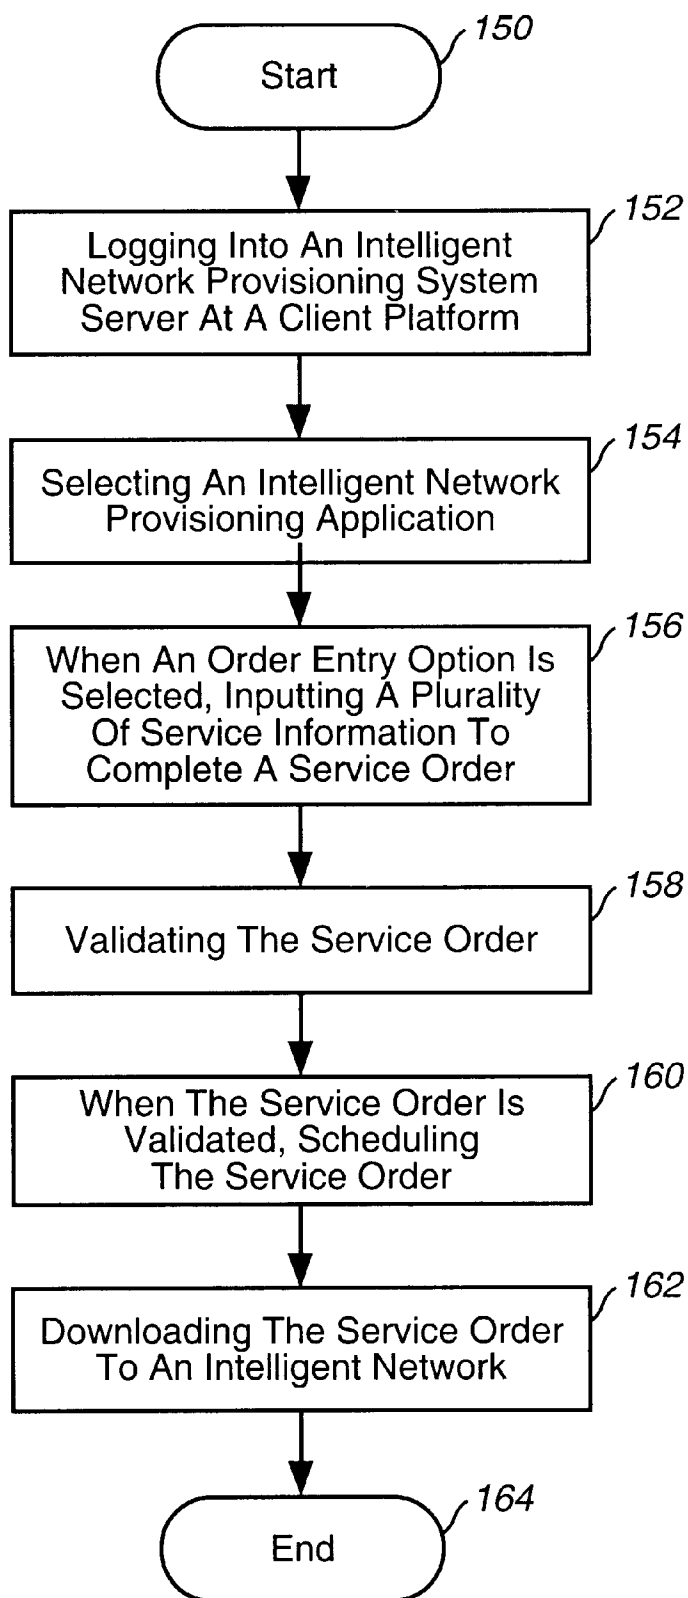 150
Start
152
Logging Into An Intelligent
Network Provisioning System
Server At A Client Platform
154
Selecting An Intelligent Network
Provisioning Application
156
When An Order Entry Option Is
Selected, Inputting A Plurality
Of Service Information To
Complete A Service Order
158
Validating The Service Order
160
When The Service Order Is
Validated, Scheduling
The Service Order
162
Downloading The Service Order
To An Intelligent Network
164
End